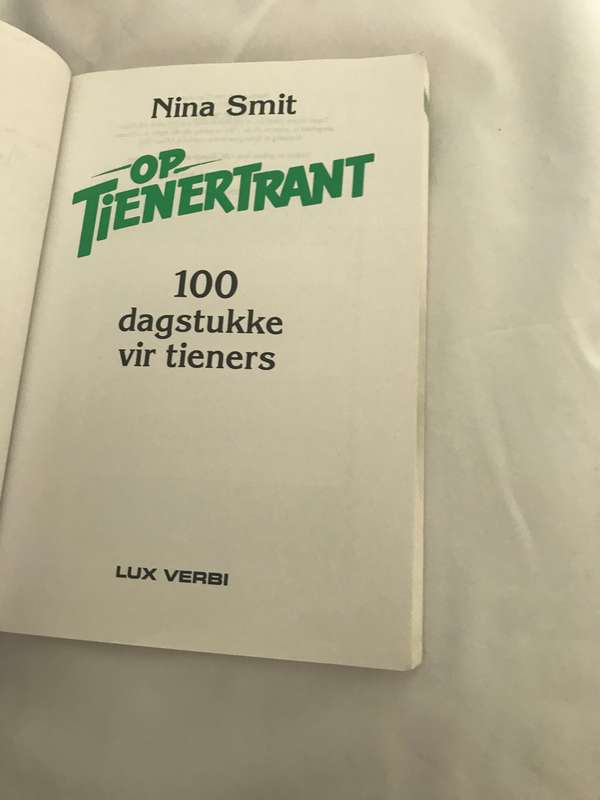 Nina Smit
OP
TiENERTRANT
100
dagstukke
vir tieners
LUX VERBI